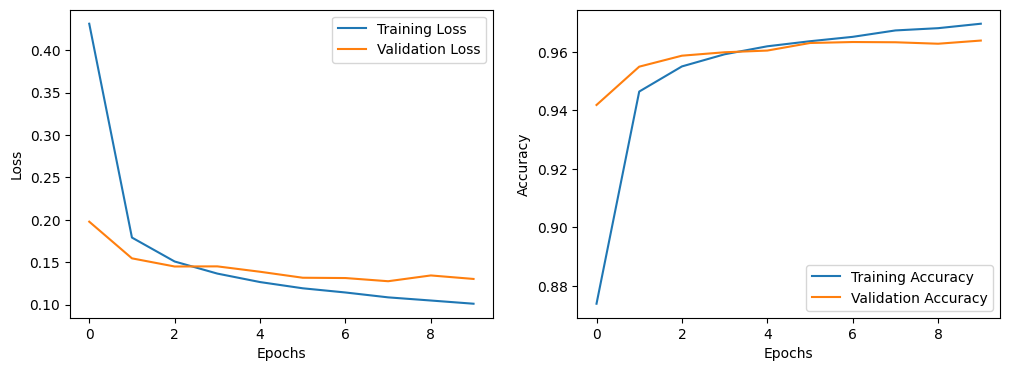 Loss
0.40
0.35
0.30
0.25
0.20
0.15
0.10
0 2 4 6 8
Epochs
Training Loss
Validation Loss
Accuracy
0.96
0.94
0.92
0.90
0.88
0 2 4 6 8
Epochs
Training Accuracy
Validation Accuracy